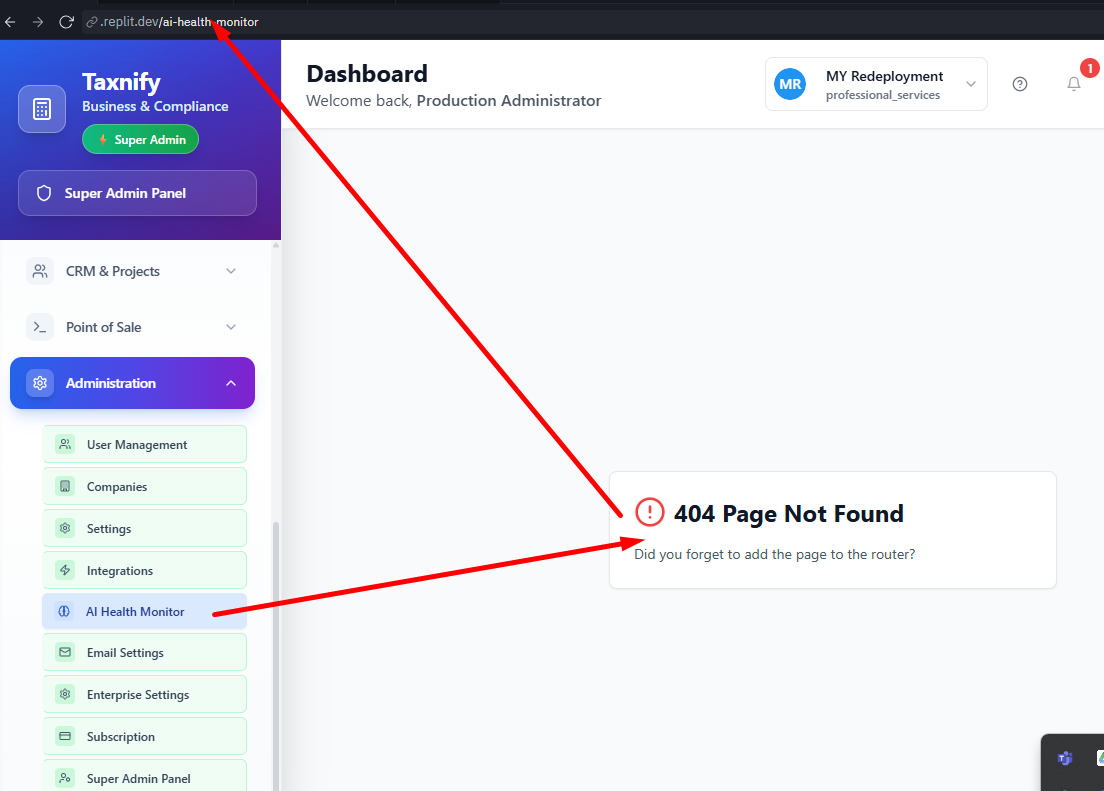 .replit.dev/ai-health-monitor
Taxnify
Business & Compliance
Super Admin
Super Admin Panel
CRM & Projects
Point of Sale
Administration
User Management
Companies
Settings
Integrations
AI Health Monitor
Email Settings
Enterprise Settings
Subscription
Super Admin Panel
Dashboard
Welcome back, Production Administrator
MR
MY Redeployment
professional_services
1
404 Page Not Found
Did you forget to add the page to the router?